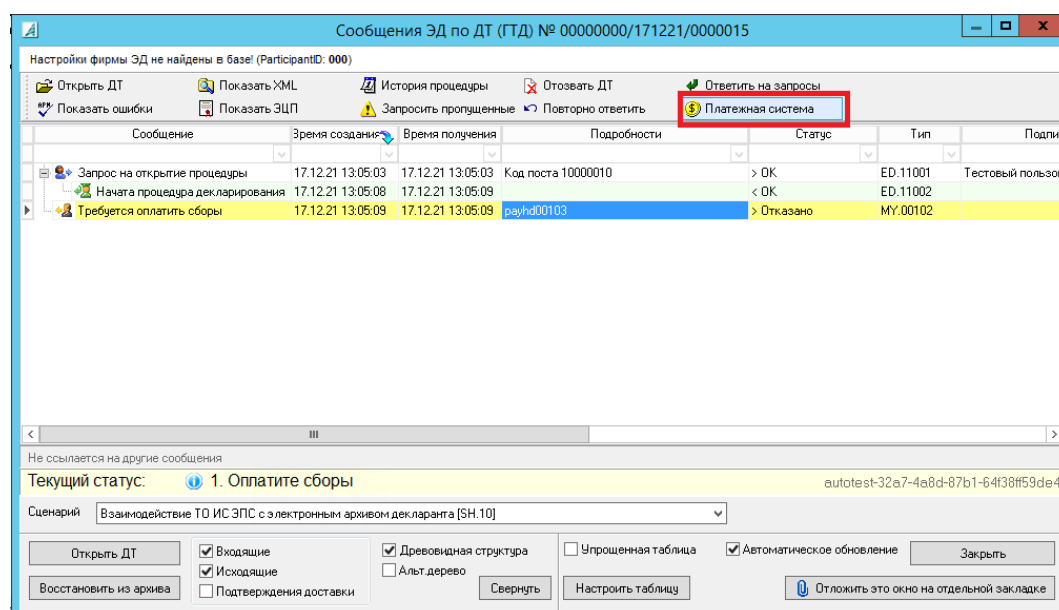 Сообщения ЭД по ДТ (ГТД) № 00000000/171221/0000015
Настройки фирмы ЭД не найдены в базе! (ParticipantID: 000)
Открыть ДТ Показать XML История процедуры Отозвать ДТ Ответить на запросы
Показать ошибки Показать ЭЦП Запросить пропущенные Повторно ответить Платежная система
Сообщение Время создания Время получения Подробности Статус Тип Подпи
Запрос на открытие процедуры 17.12.21 13:05:03 17.12.21 13:05:03 Код поста 10000010 > OK ED.11001 Тестовый пользо
Начата процедура декларирования 17.12.21 13:05:08 17.12.21 13:05:09 < OK ED.11002
Требуется оплатить сборы 17.12.21 13:05:09 17.12.21 13:05:09 payhd00103 > Отказано MY.00102
Не ссылается на другие сообщения
Текущий статус: 1. Оплатите сборы autotest-32a7-4a8d-87b1-64f38ff59de4
Сценарий Взаимодействие ТО ИС ЭПС с электронным архивом декларанта [SH.10]
Открыть ДТ Входящие Древовидная структура Упрощенная таблица Автоматическое обновление Закрыть
Исходящие Альт.дерево
Восстановить из архива Подтверждения доставки Свернуть Настроить таблицу Отложить это окно на отдельной закладке